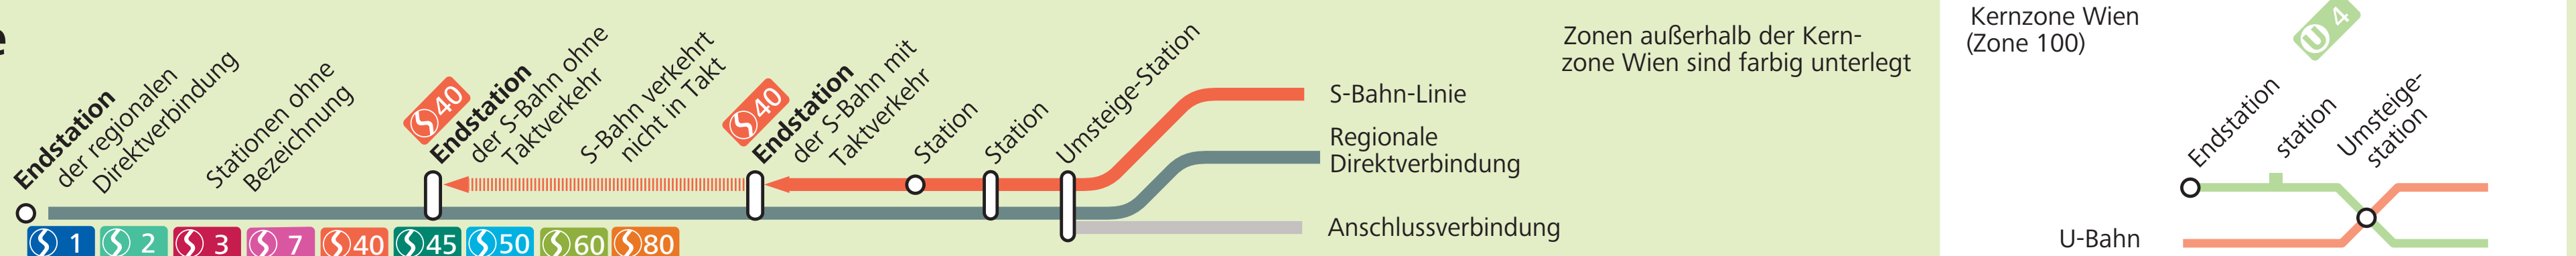 e
Endstation
der regionalen
Direktverbindung
Stationen ohne
Bezeichnung
S40
Endstation
der S-Bahn ohne
Taktverkehr
S-Bahn verkehrt
nicht in Takt
S40
Endstation
der S-Bahn mit
Taktverkehr
Station
Station
Umsteige-Station
S-Bahn-Linie
Regionale
Direktverbindung
Anschlussverbindung
S 1 S 2 S 3 S 7 S40 S45 S50 S60 S80
Zonen außerhalb der Kern-
zone Wien sind farbig unterlegt
Kernzone Wien
(Zone 100)
U 4
Endstation
station
Umsteige-
station
U-Bahn